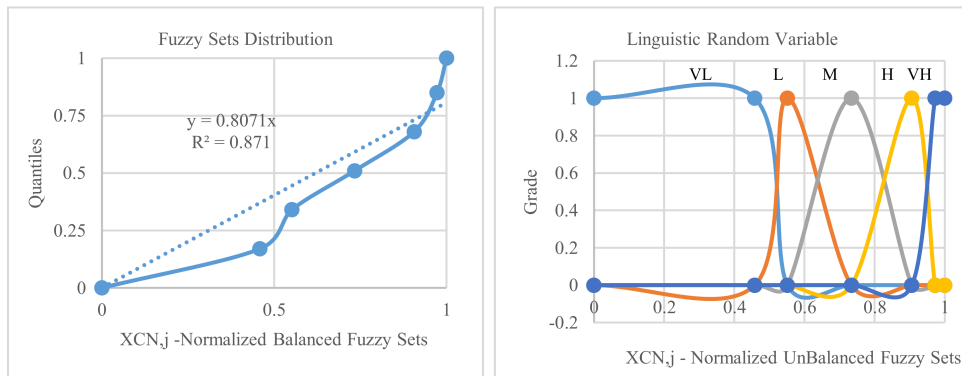 Fuzzy Sets Distribution
1
0.75
y = 0.8071x
R² = 0.871
0.5
0.25
0
0
0.5
1
Quantiles
XCN,j -Normalized Balanced Fuzzy Sets
Linguistic Random Variable
1.2
VL L M H VH
1
0.8
0.6
0.4
0.2
0
-0.2
0 0.2 0.4 0.6 0.8 1
Grade
XCN,j - Normalized UnBalanced Fuzzy Sets